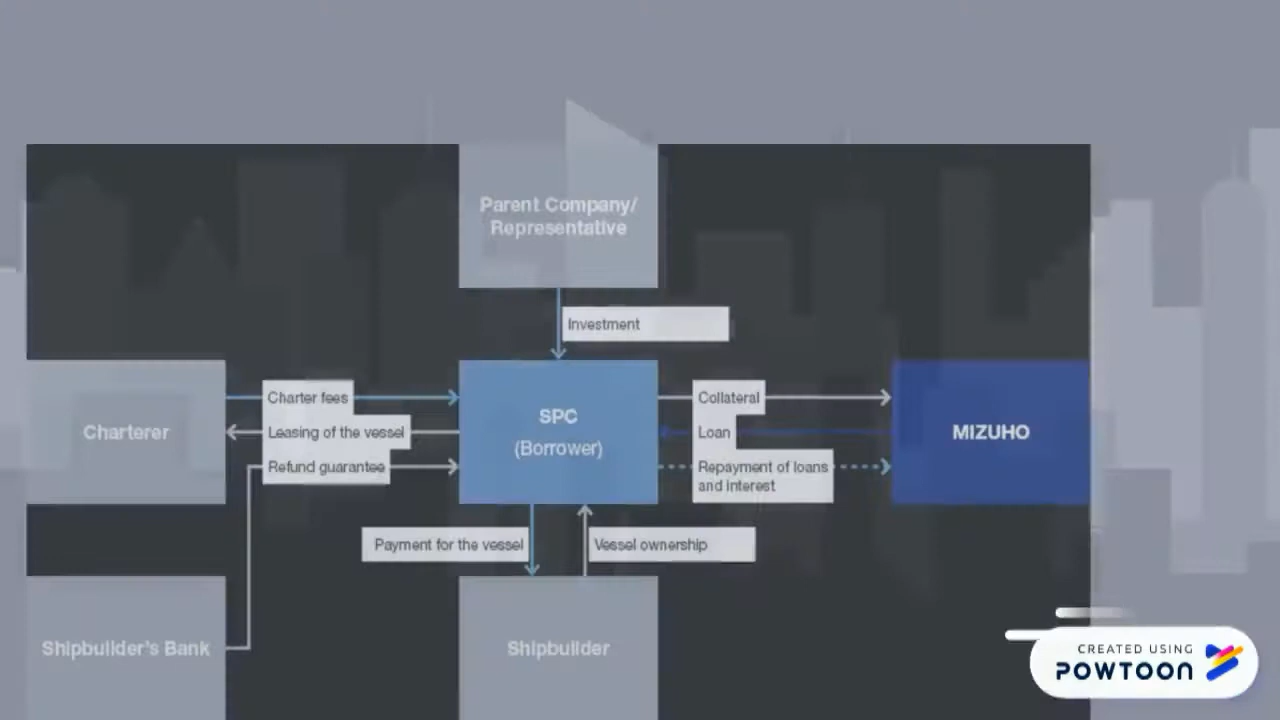 Parent Company/
Representative
Investment
Charter fees
Leasing of the vessel
Refund guarantee
Charterer
SPC
(Borrower)
Collateral
Loan
Repayment of loans
and interest
MIZUHO
Payment for the vessel
Vessel ownership
Shipbuilder's Bank
Shipbuilder
CREATED USING
POWTOON